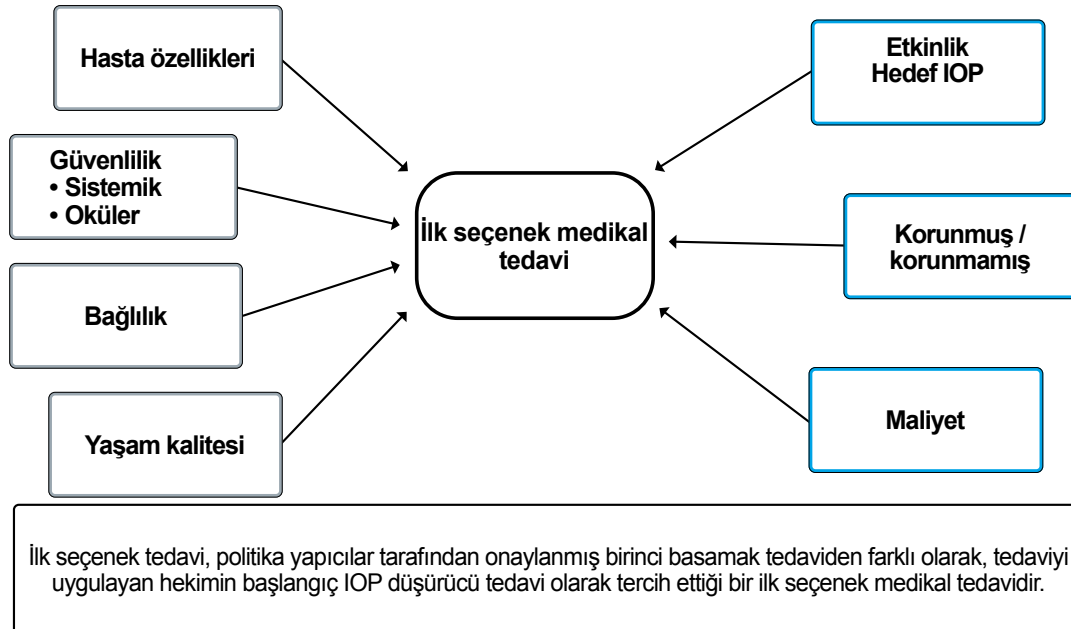 Hasta özellikleri
Güvenlilik
• Sistemik
• Oküler
Bağlılık
Yaşam kalitesi
İlk seçenek medikal
tedavi
Etkinlik
Hedef IOP
Korunmuş /
korunmamış
Maliyet
İlk seçenek tedavi, politika yapıcılar tarafından onaylanmış birinci basamak tedaviden farklı olarak, tedaviyi
uygulayan hekimin başlangıç IOP düşürücü tedavi olarak tercih ettiği bir ilk seçenek medikal tedavidir.